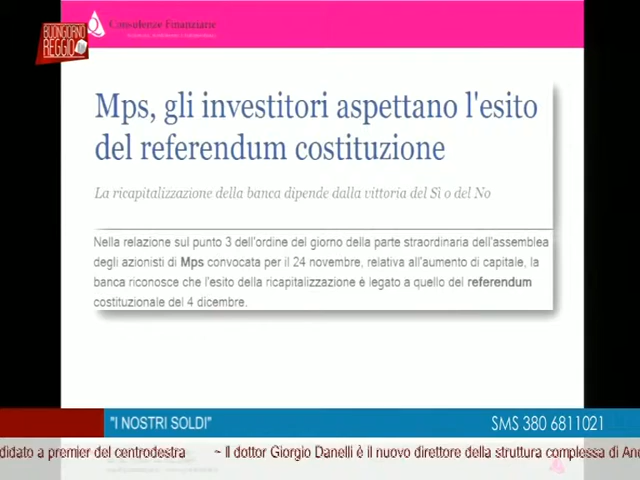 BUONGIORNO
REGGIO
Consulenze Finanziarie
Mps, gli investitori aspettano l'esito
del referendum costituzione
La ricapitalizzazione della banca dipende dalla vittoria del Sì o del No
Nella relazione sul punto 3 dell'ordine del giorno della parte straordinaria dell'assemblea
degli azionisti di Mps convocata per il 24 novembre, relativa all'aumento di capitale, la
banca riconosce che l'esito della ricapitalizzazione è legato a quello del referendum
costituzionale del 4 dicembre.
"I NOSTRI SOLDI"
SMS 380 6811021
didato a premier del centrodestra ~ Il dottor Giorgio Danelli è il nuovo direttore della struttura complessa di Ane